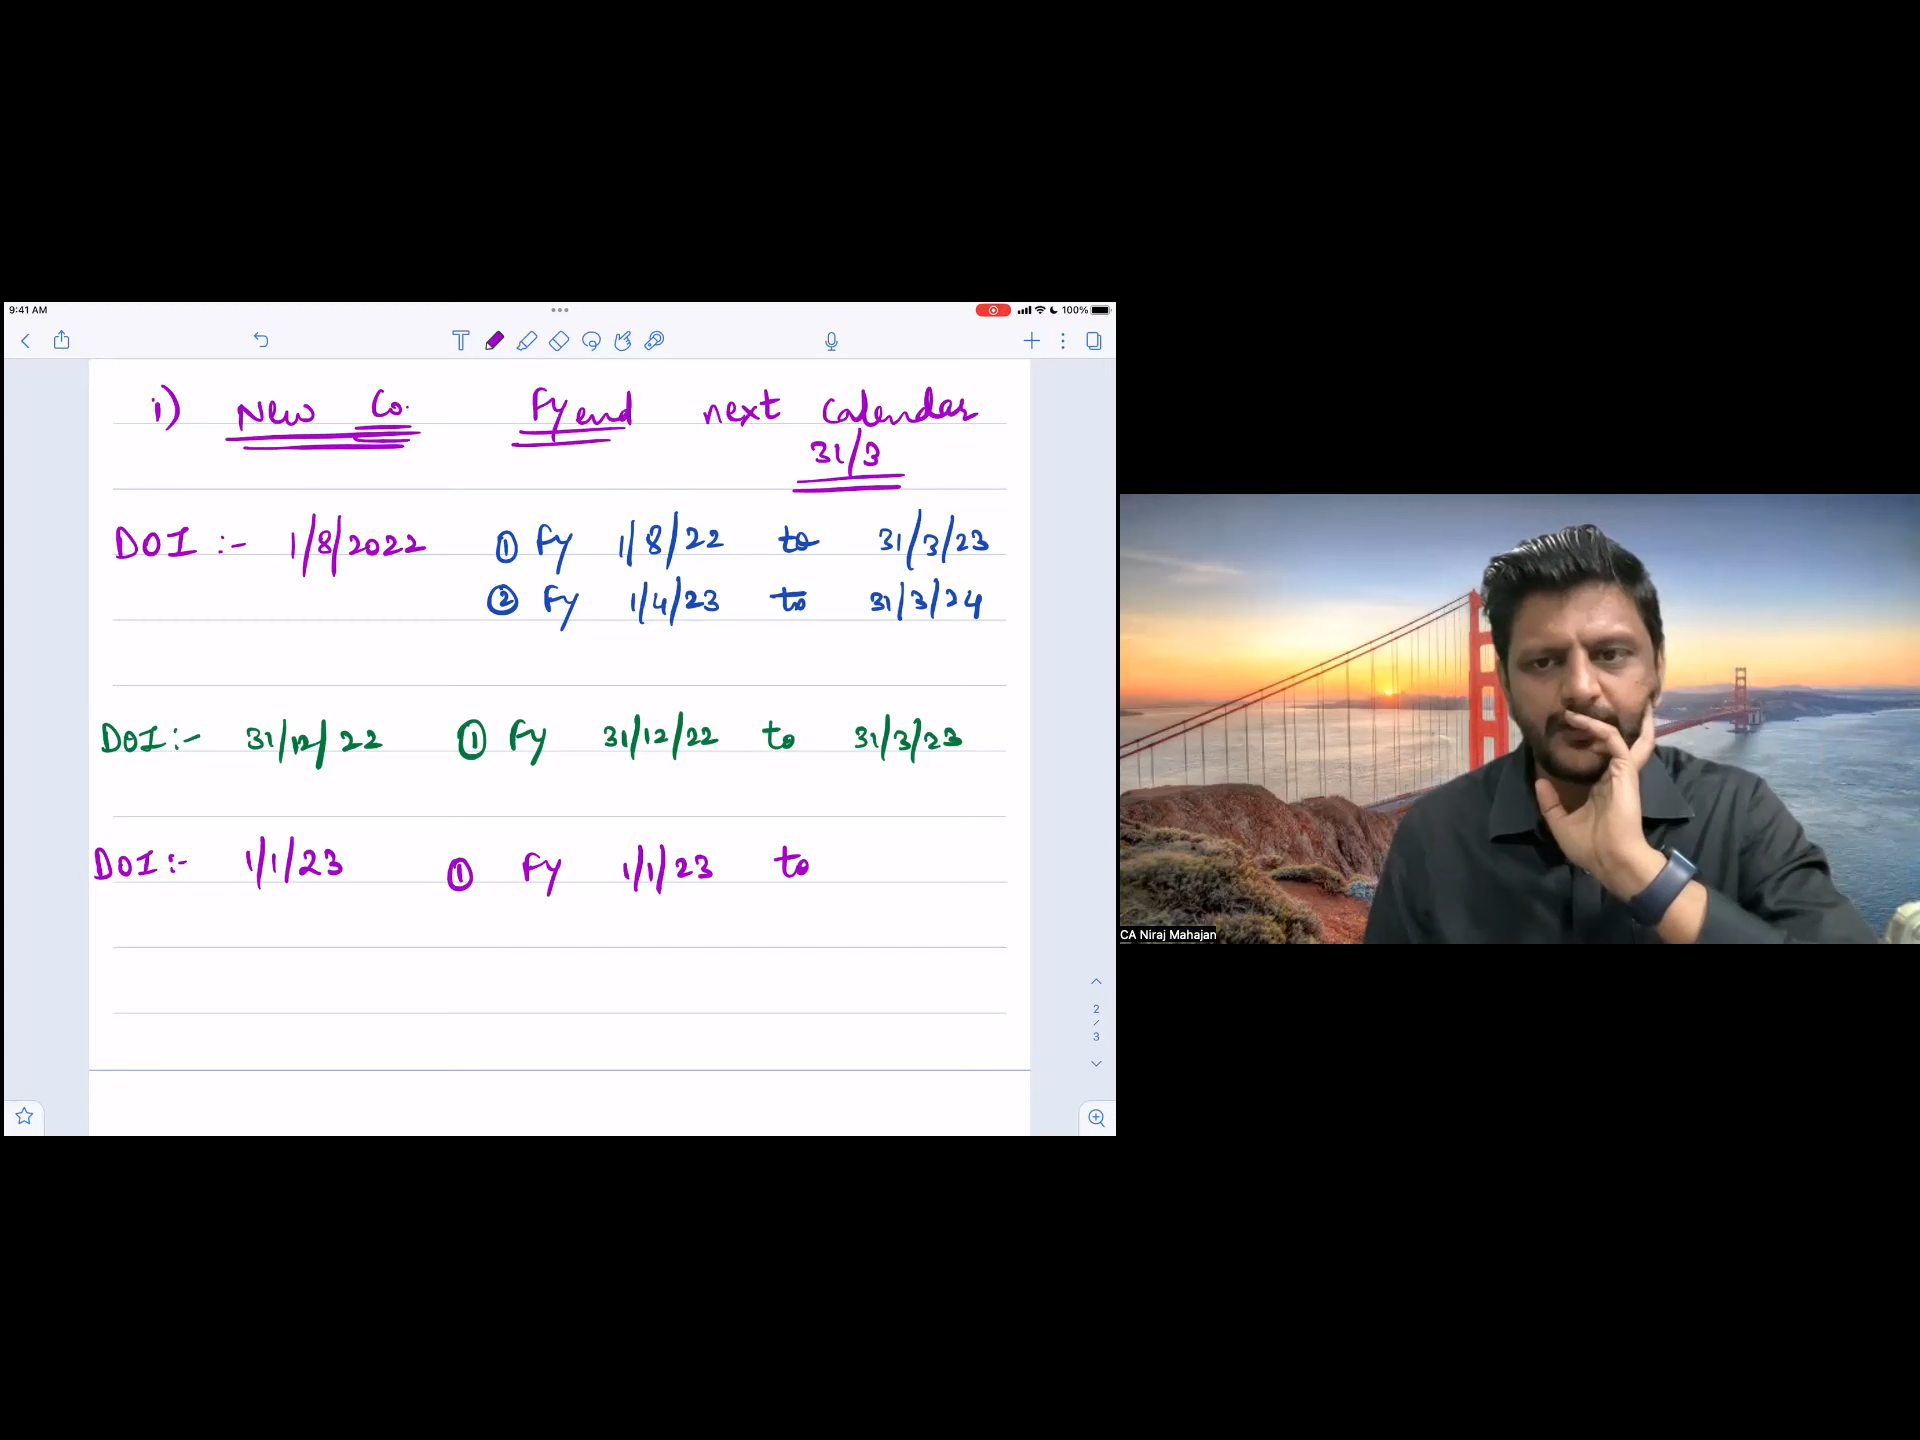 9:41 AM
100%
i) New Co. Fy end next Calendar
31/3
DOI :- 1/8/2022 ① Fy 1/8/22 to 31/3/23
② Fy 1/4/23 to 31/3/24
DOI :- 31/12/22 ① Fy 31/12/22 to 31/3/23
DOI :- 1/1/23 ① Fy 1/1/23 to
2
/
3
CA Niraj Mahajan